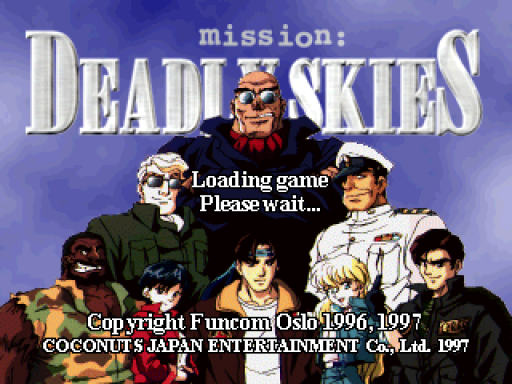 mission:
DEADLY SKIES
Loading game
Please wait...
Copyright Funcom Oslo 1996, 1997
COCONUTS JAPAN ENTERTAINMENT Co., Ltd. 1997